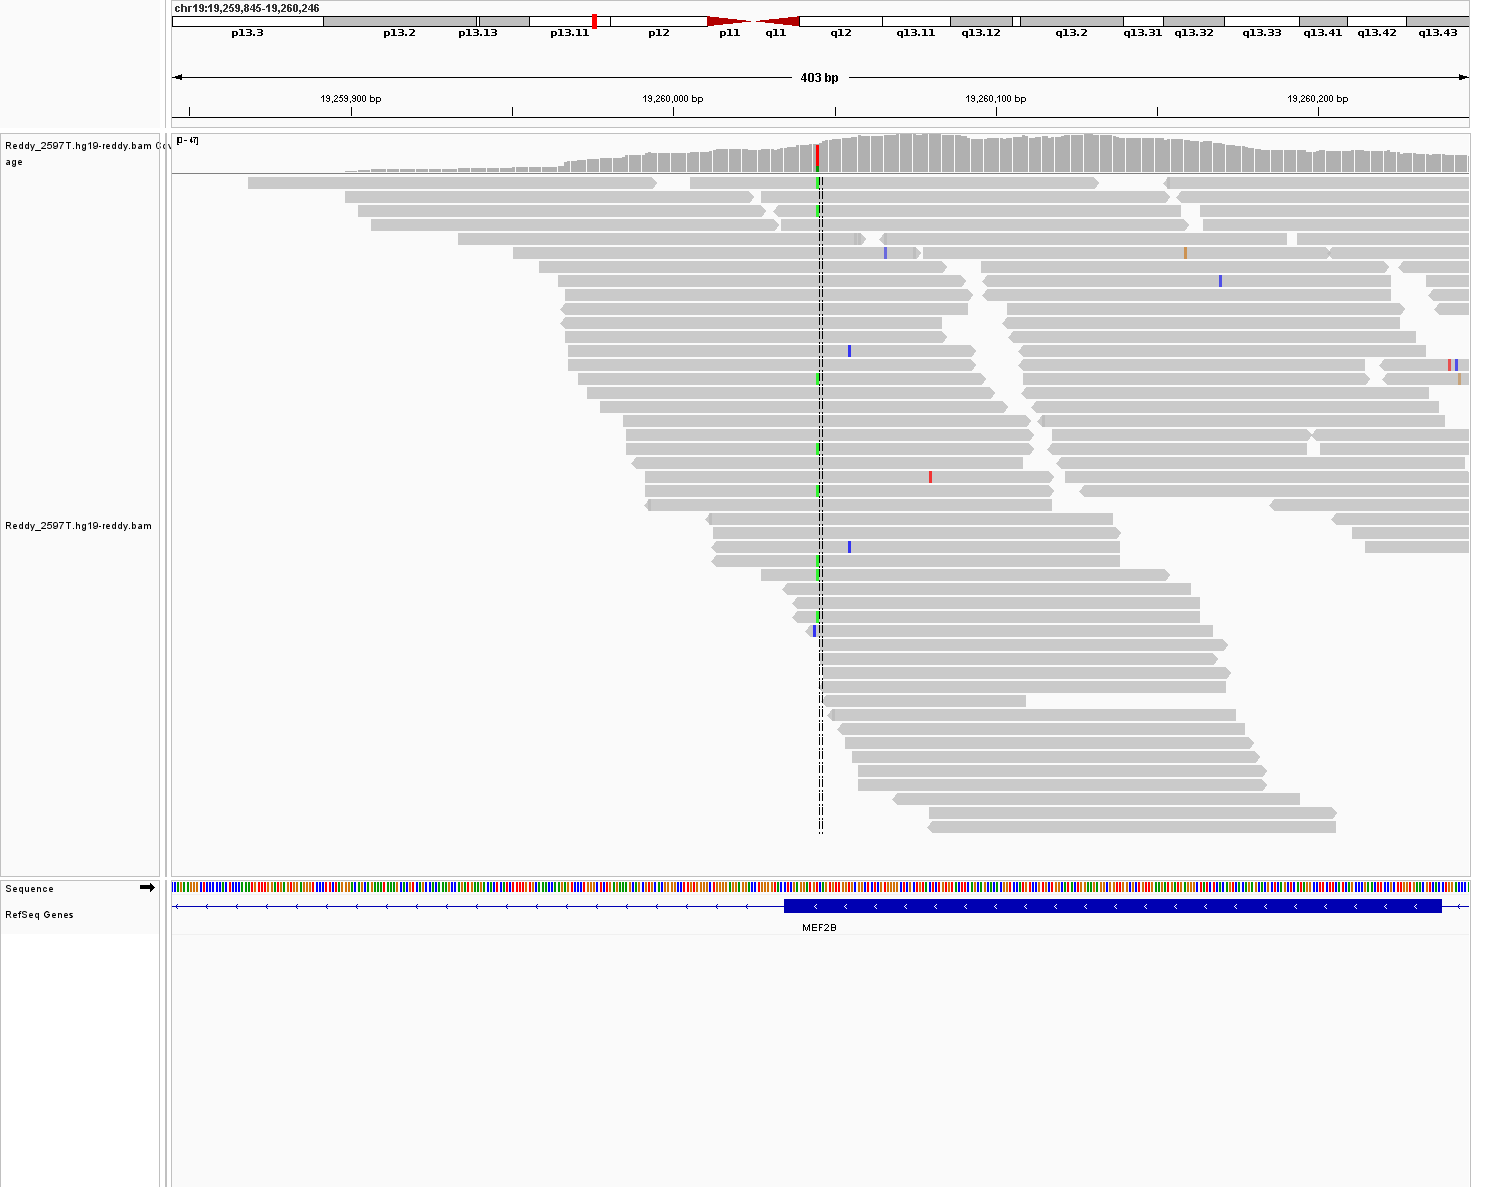 chr19:19,259,845-19,260,246
p13.3 p13.2 p13.13 p13.11 p12 p11 q11 q12 q13.11 q13.12 q13.2 q13.31 q13.32 q13.33 q13.41 q13.42 q13.43
403 bp
19,259,900 bp 19,260,000 bp 19,260,100 bp 19,260,200 bp
Reddy_2597T.hg19-reddy.bam Cov
age
[0 - 47]
Reddy_2597T.hg19-reddy.bam
Sequence
RefSeq Genes
MEF2B